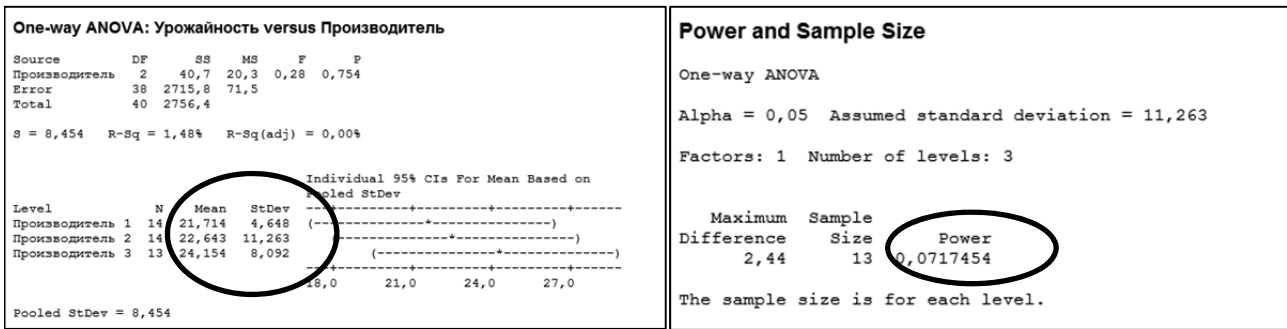 One-way ANOVA: Урожайность versus Производитель
Source DF SS MS F P
Производитель 2 40,7 20,3 0,28 0,754
Error 38 2715,8 71,5
Total 40 2756,4
S = 8,454 R-Sq = 1,48% R-Sq(adj) = 0,00%
Individual 95% CIs For Mean Based on
Pooled StDev
Level N Mean StDev ---+---------+---------+---------+------
Производитель 1 14 21,714 4,648 (--------------*---------------)
Производитель 2 14 22,643 11,263 (--------------*---------------)
Производитель 3 13 24,154 8,092 (---------------*--------------)
---+---------+---------+---------+------
18,0 21,0 24,0 27,0
Pooled StDev = 8,454
Power and Sample Size
One-way ANOVA
Alpha = 0,05 Assumed standard deviation = 11,263
Factors: 1 Number of levels: 3
Maximum Sample
Difference Size Power
2,44 13 0,0717454
The sample size is for each level.